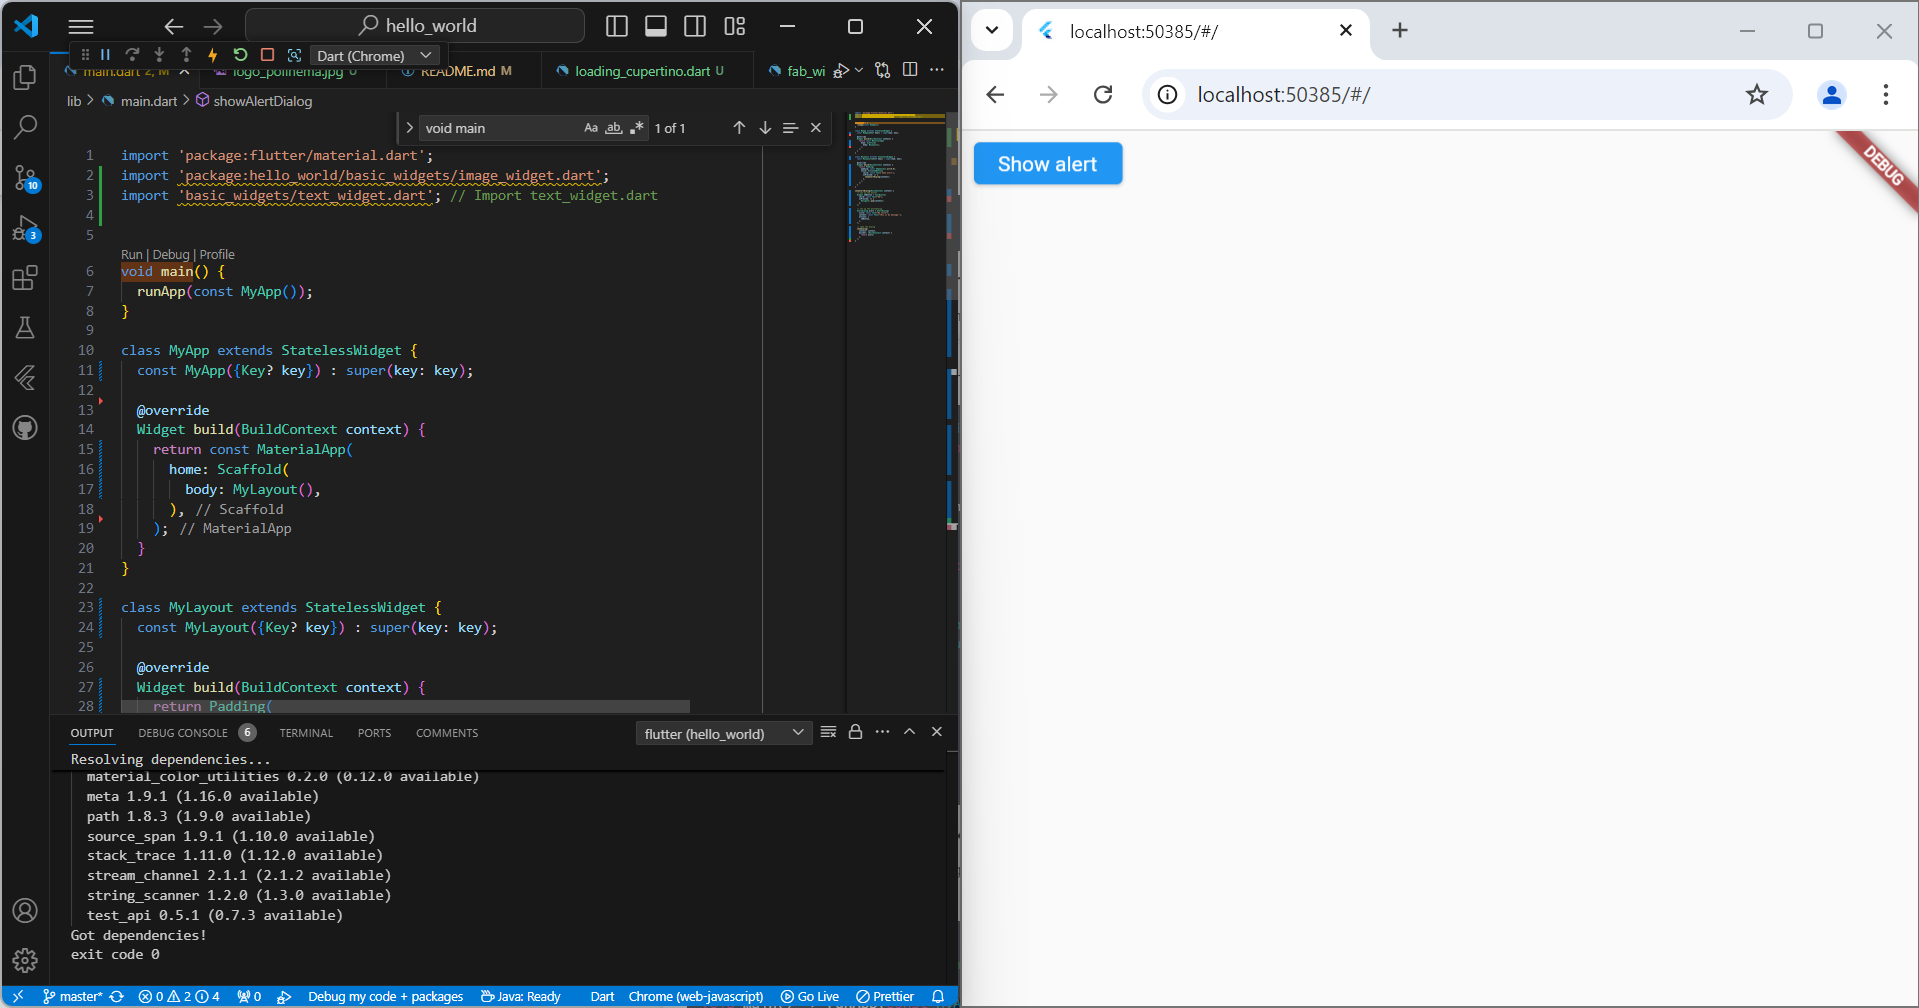 hello_world
Dart (Chrome)
main.dart 2, M
logo_polinema.jpg U
README.md M
loading_cupertino.dart U
fab_wi
lib > main.dart > showAlertDialog
void main
Aa ab 1 of 1
1 import 'package:flutter/material.dart';
2 import 'package:hello_world/basic_widgets/image_widget.dart';
3 import 'basic_widgets/text_widget.dart'; // Import text_widget.dart
4
5
Run | Debug | Profile
6 void main() {
7 runApp(const MyApp());
8 }
9
10 class MyApp extends StatelessWidget {
11 const MyApp({Key? key}) : super(key: key);
12
13 @override
14 Widget build(BuildContext context) {
15 return const MaterialApp(
16 home: Scaffold(
17 body: MyLayout(),
18 ), // Scaffold
19 ); // MaterialApp
20 }
21 }
22
23 class MyLayout extends StatelessWidget {
24 const MyLayout({Key? key}) : super(key: key);
25
26 @override
27 Widget build(BuildContext context) {
28 return Padding(
10
3
OUTPUT DEBUG CONSOLE 6 TERMINAL PORTS COMMENTS
flutter (hello_world)
Resolving dependencies...
material_color_utilities 0.2.0 (0.12.0 available)
meta 1.9.1 (1.16.0 available)
path 1.8.3 (1.9.0 available)
source_span 1.9.1 (1.10.0 available)
stack_trace 1.11.0 (1.12.0 available)
stream_channel 2.1.1 (2.1.2 available)
string_scanner 1.2.0 (1.3.0 available)
test_api 0.5.1 (0.7.3 available)
Got dependencies!
exit code 0
master* 0 2 4 0 Debug my code + packages Java: Ready Dart Chrome (web-javascript) Go Live Prettier
localhost:50385/#/
localhost:50385/#/
Show alert
DEBUG